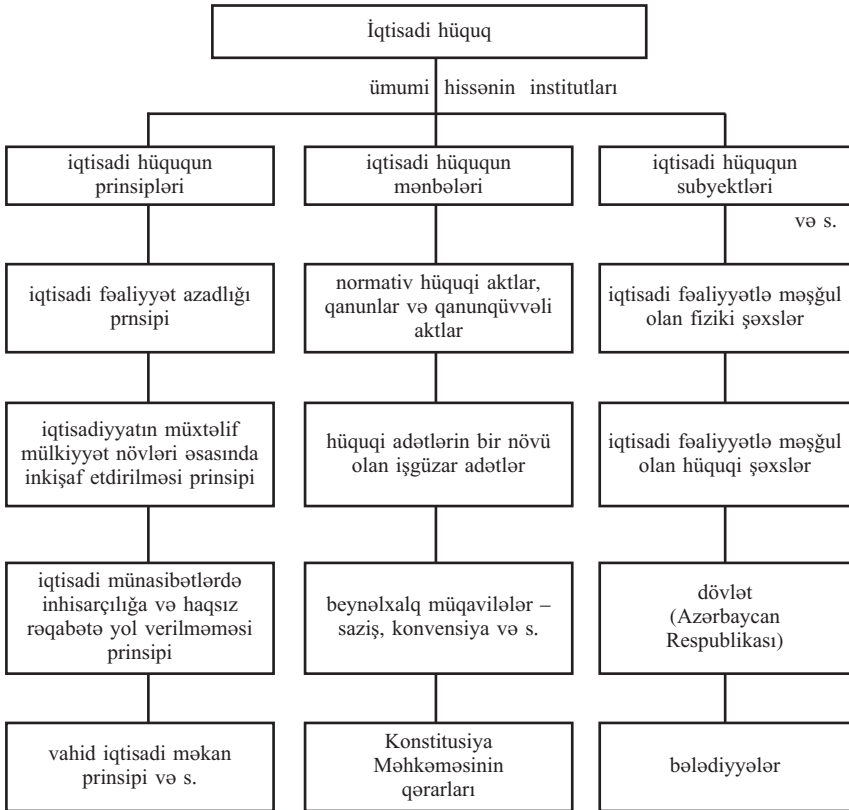 İqtisadi hüquq
ümumi hissənin institutları
iqtisadi hüququn
prinsipləri
iqtisadi hüququn
mənbələri
iqtisadi hüququn
subyektləri
və s.
iqtisadi fəaliyyət azadlığı
prnsipi
normativ hüquqi aktlar,
qanunlar və qanunqüvvəli
aktlar
iqtisadi fəaliyyətlə məşğul
olan fiziki şəxslər
iqtisadiyyatın müxtəlif
mülkiyyət növləri əsasında
inkişaf etdirilməsi prinsipi
hüquqi adətlərin bir növü
olan işgüzar adətlər
iqtisadi fəaliyyətlə məşğul
olan hüquqi şəxslər
iqtisadi münasibətlərdə
inhisarçılığa və haqsız
rəqabətə yol verilməməsi
prinsipi
beynəlxalq müqavilələr –
saziş, konvensiya və s.
dövlət
(Azərbaycan
Respublikası)
vahid iqtisadi məkan
prinsipi və s.
Konstitusiya
Məhkəməsinin
qərarları
bələdiyyələr